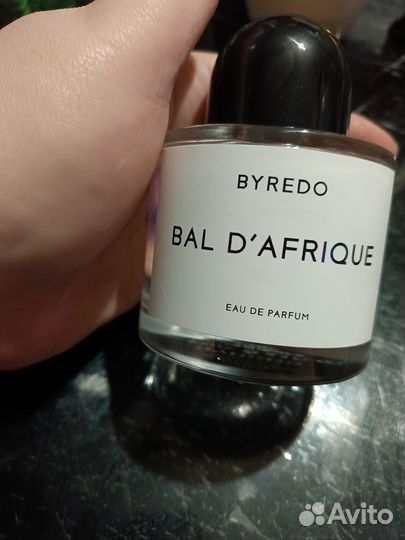 BYREDO
BAL D'AFRIQUE
EAU DE PARFUM
Avito